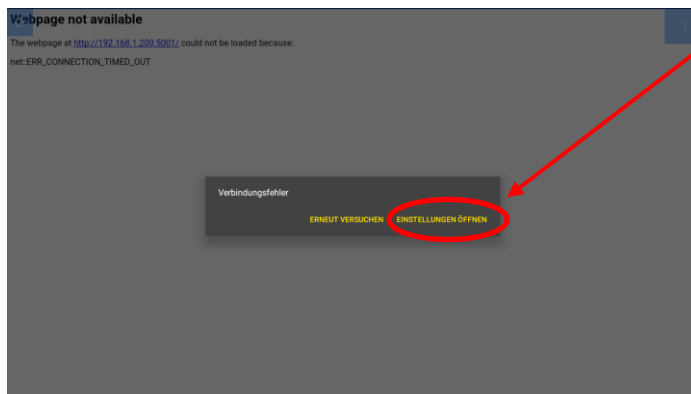 Webpage not available
The webpage at http://192.168.1.200:5001/ could not be loaded because:
net::ERR_CONNECTION_TIMED_OUT
Verbindungsfehler
ERNEUT VERSUCHEN EINSTELLUNGEN ÖFFNEN